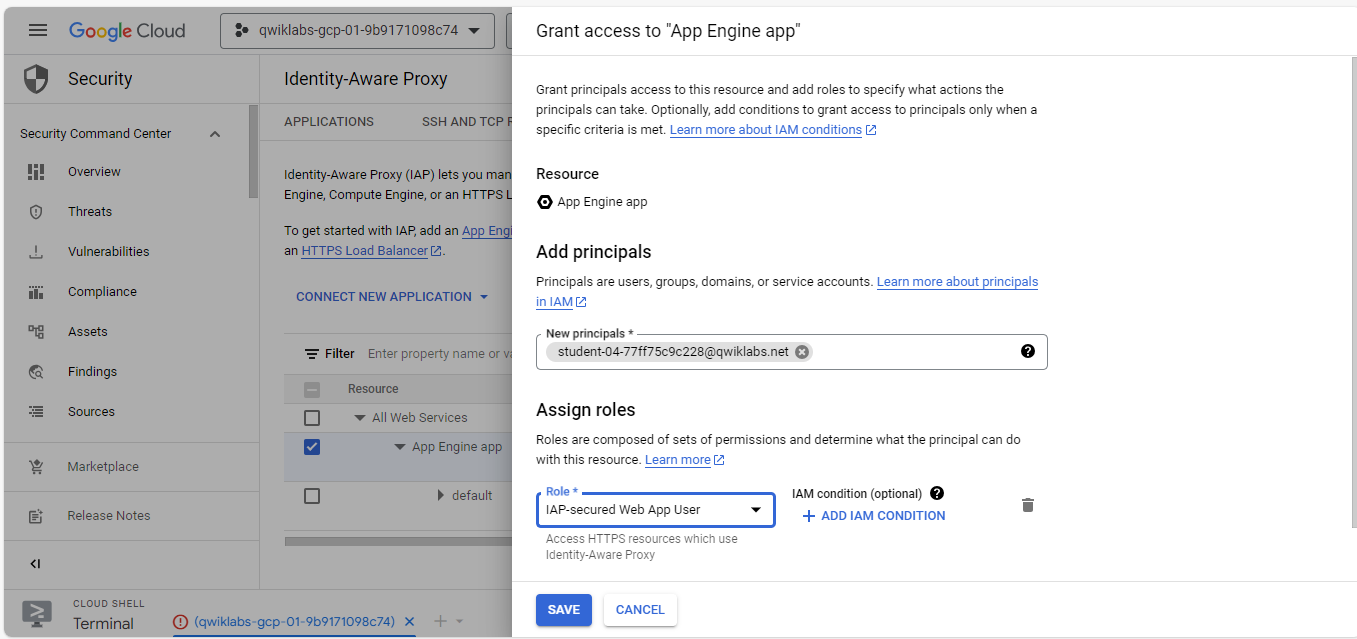 Google Cloud
qwiklabs-gcp-01-9b9171098c74
Security
Security Command Center
Overview
Threats
Vulnerabilities
Compliance
Assets
Findings
Sources
Marketplace
Release Notes
Identity-Aware Proxy
APPLICATIONS
SSH AND TCP
Identity-Aware Proxy (IAP) lets you
Engine, Compute Engine, or an HTTPS
To get started with IAP, add an App
an HTTPS Load Balancer.
CONNECT NEW APPLICATION
Filter Enter property name or
Resource
All Web Services
App Engine app
default
CLOUD SHELL
Terminal
(qwiklabs-gcp-01-9b9171098c74)
Grant access to "App Engine app"
Grant principals access to this resource and add roles to specify what actions the
principals can take. Optionally, add conditions to grant access to principals only when a
specific criteria is met. Learn more about IAM conditions
Resource
App Engine app
Add principals
Principals are users, groups, domains, or service accounts. Learn more about principals
in IAM
New principals *
student-04-77ff75c9c228@qwiklabs.net
Assign roles
Roles are composed of sets of permissions and determine what the principal can do
with this resource. Learn more
Role *
IAP-secured Web App User
Access HTTPS resources which use
Identity-Aware Proxy
IAM condition (optional)
ADD IAM CONDITION
SAVE
CANCEL